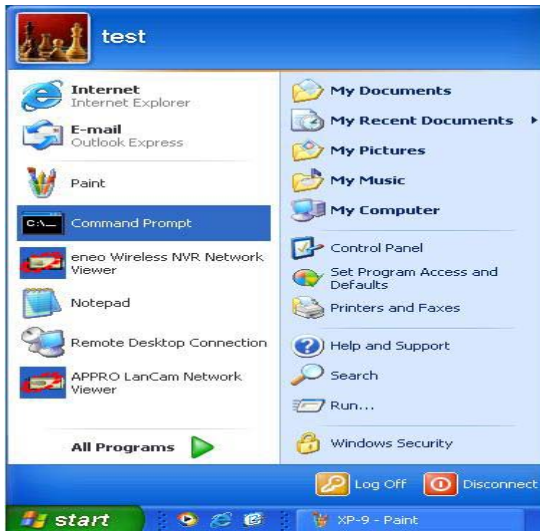 test
Internet
Internet Explorer
E-mail
Outlook Express
Paint
C:\_
Command Prompt
eneo Wireless NVR Network
Viewer
Notepad
Remote Desktop Connection
APPRO LanCam Network
Viewer
All Programs
My Documents
My Recent Documents
My Pictures
My Music
My Computer
Control Panel
Set Program Access and
Defaults
Printers and Faxes
Help and Support
Search
Run...
Windows Security
Log Off
Disconnect
start
XP-9 - Paint